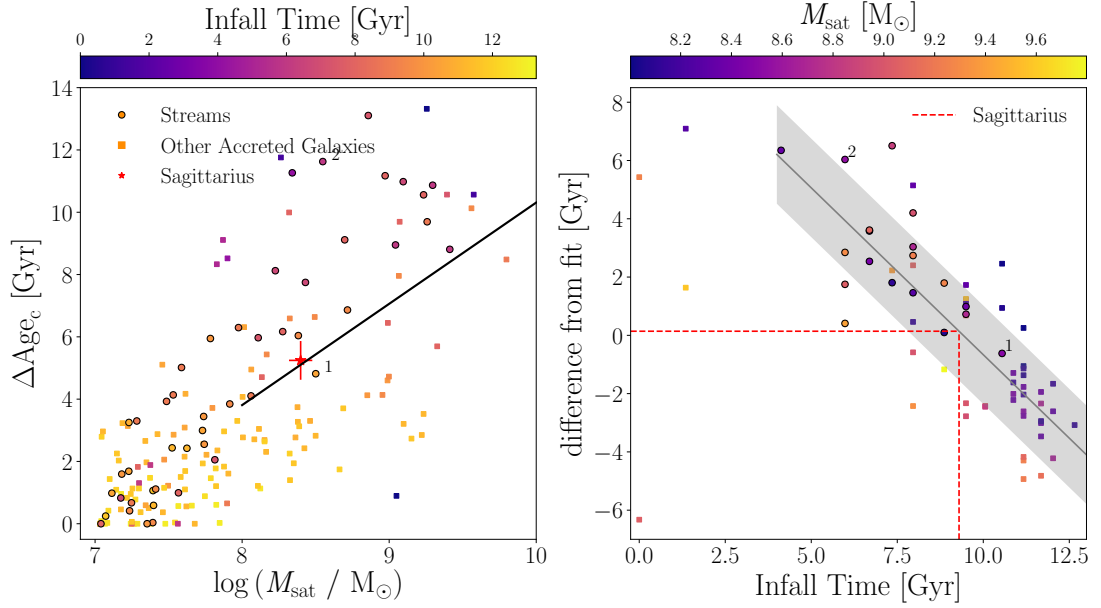 Infall Time [Gyr]
0 2 4 6 8 10 12
14
12
10
8
6
4
2
0
ΔAge_c [Gyr]
Streams
Other Accreted Galaxies
Sagittarius
2
1
7 8 9 10
log (M_sat / M_⊙)
M_sat [M_⊙]
8.2 8.4 8.6 8.8 9.0 9.2 9.4 9.6
8
6
4
2
0
−2
−4
−6
difference from fit [Gyr]
Sagittarius
2
1
0.0 2.5 5.0 7.5 10.0 12.5
Infall Time [Gyr]